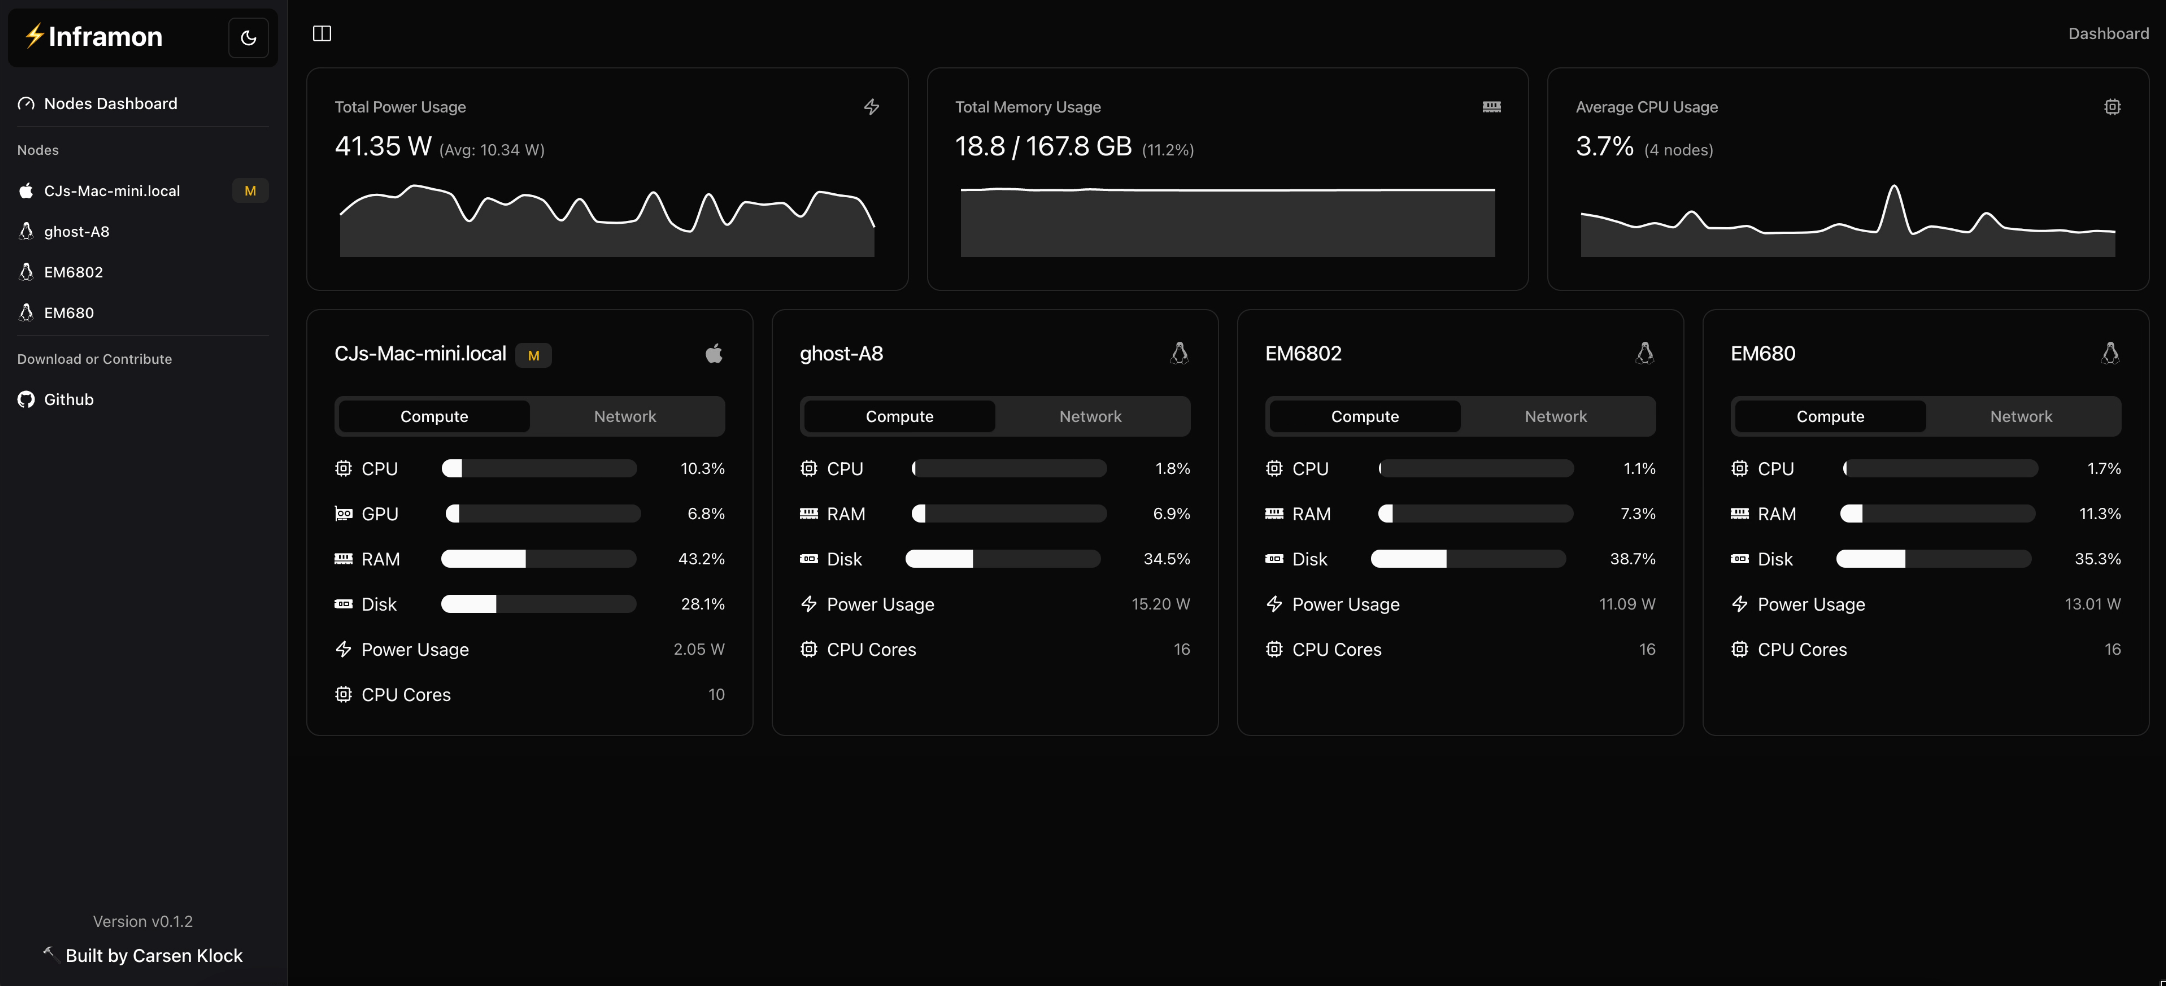 ⚡Inframon
Nodes Dashboard
Nodes
CJs-Mac-mini.local M
ghost-A8
EM6802
EM680
Download or Contribute
Github
Version v0.1.2
Built by Carsen Klock
Dashboard
Total Power Usage
41.35 W (Avg: 10.34 W)
Total Memory Usage
18.8 / 167.8 GB (11.2%)
Average CPU Usage
3.7% (4 nodes)
CJs-Mac-mini.local M
Compute Network
CPU 10.3%
GPU 6.8%
RAM 43.2%
Disk 28.1%
Power Usage 2.05 W
CPU Cores 10
ghost-A8
Compute Network
CPU 1.8%
RAM 6.9%
Disk 34.5%
Power Usage 15.20 W
CPU Cores 16
EM6802
Compute Network
CPU 1.1%
RAM 7.3%
Disk 38.7%
Power Usage 11.09 W
CPU Cores 16
EM680
Compute Network
CPU 1.7%
RAM 11.3%
Disk 35.3%
Power Usage 13.01 W
CPU Cores 16